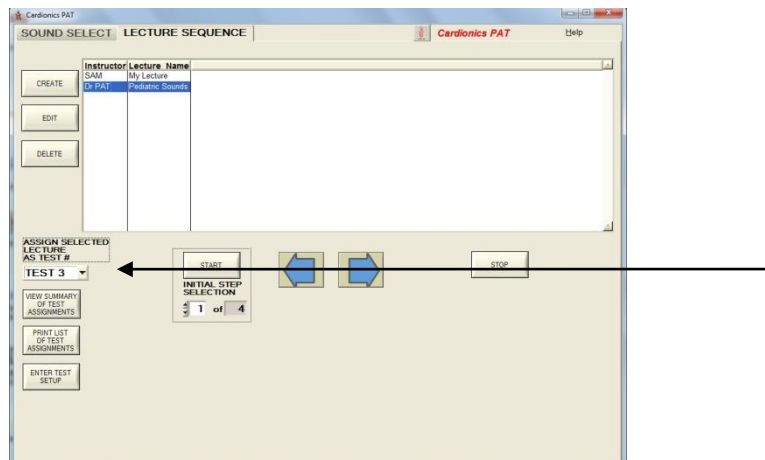 Cardionics PAT
SOUND SELECT LECTURE SEQUENCE Cardionics PAT Help
Instructor Lecture Name
SAM My Lecture
Dr PAT Pediatric Sounds
CREATE
EDIT
DELETE
ASSIGN SELECTED
LECTURE
AS TEST #
TEST 3
START
STOP
INITIAL STEP
SELECTION
1 of 4
VIEW SUMMARY
OF TEST
ASSIGNMENTS
PRINT LIST
OF TEST
ASSIGNMENTS
ENTER TEST
SETUP